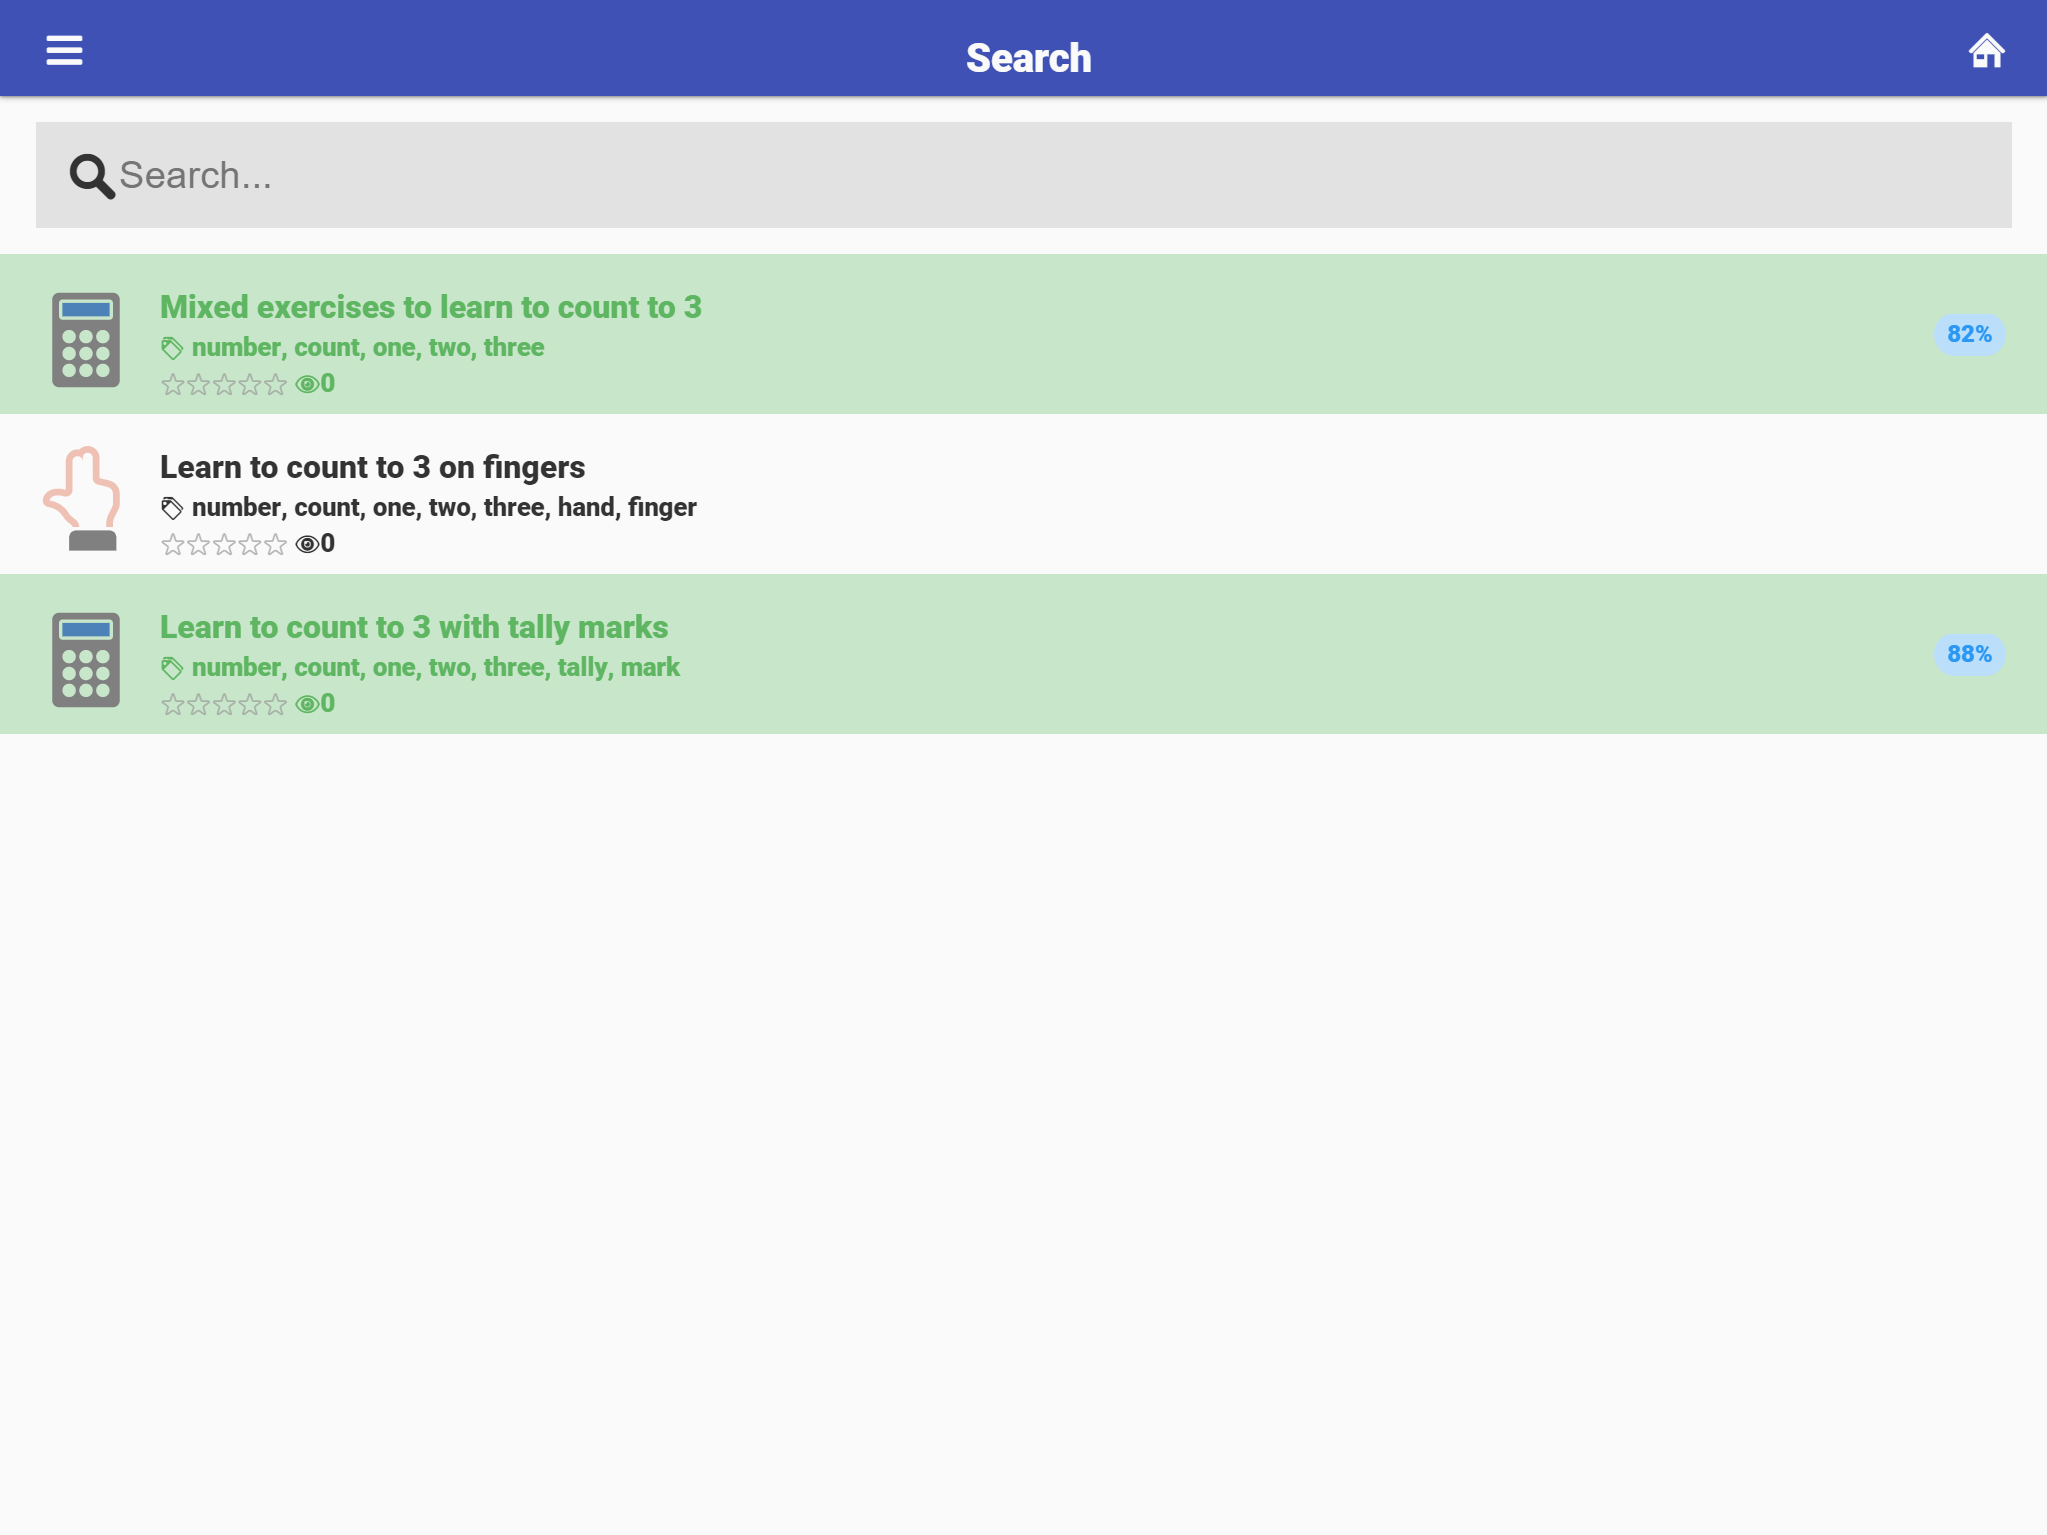 Search
Search...
Mixed exercises to learn to count to 3
number, count, one, two, three
0
82%
Learn to count to 3 on fingers
number, count, one, two, three, hand, finger
0
Learn to count to 3 with tally marks
number, count, one, two, three, tally, mark
0
88%